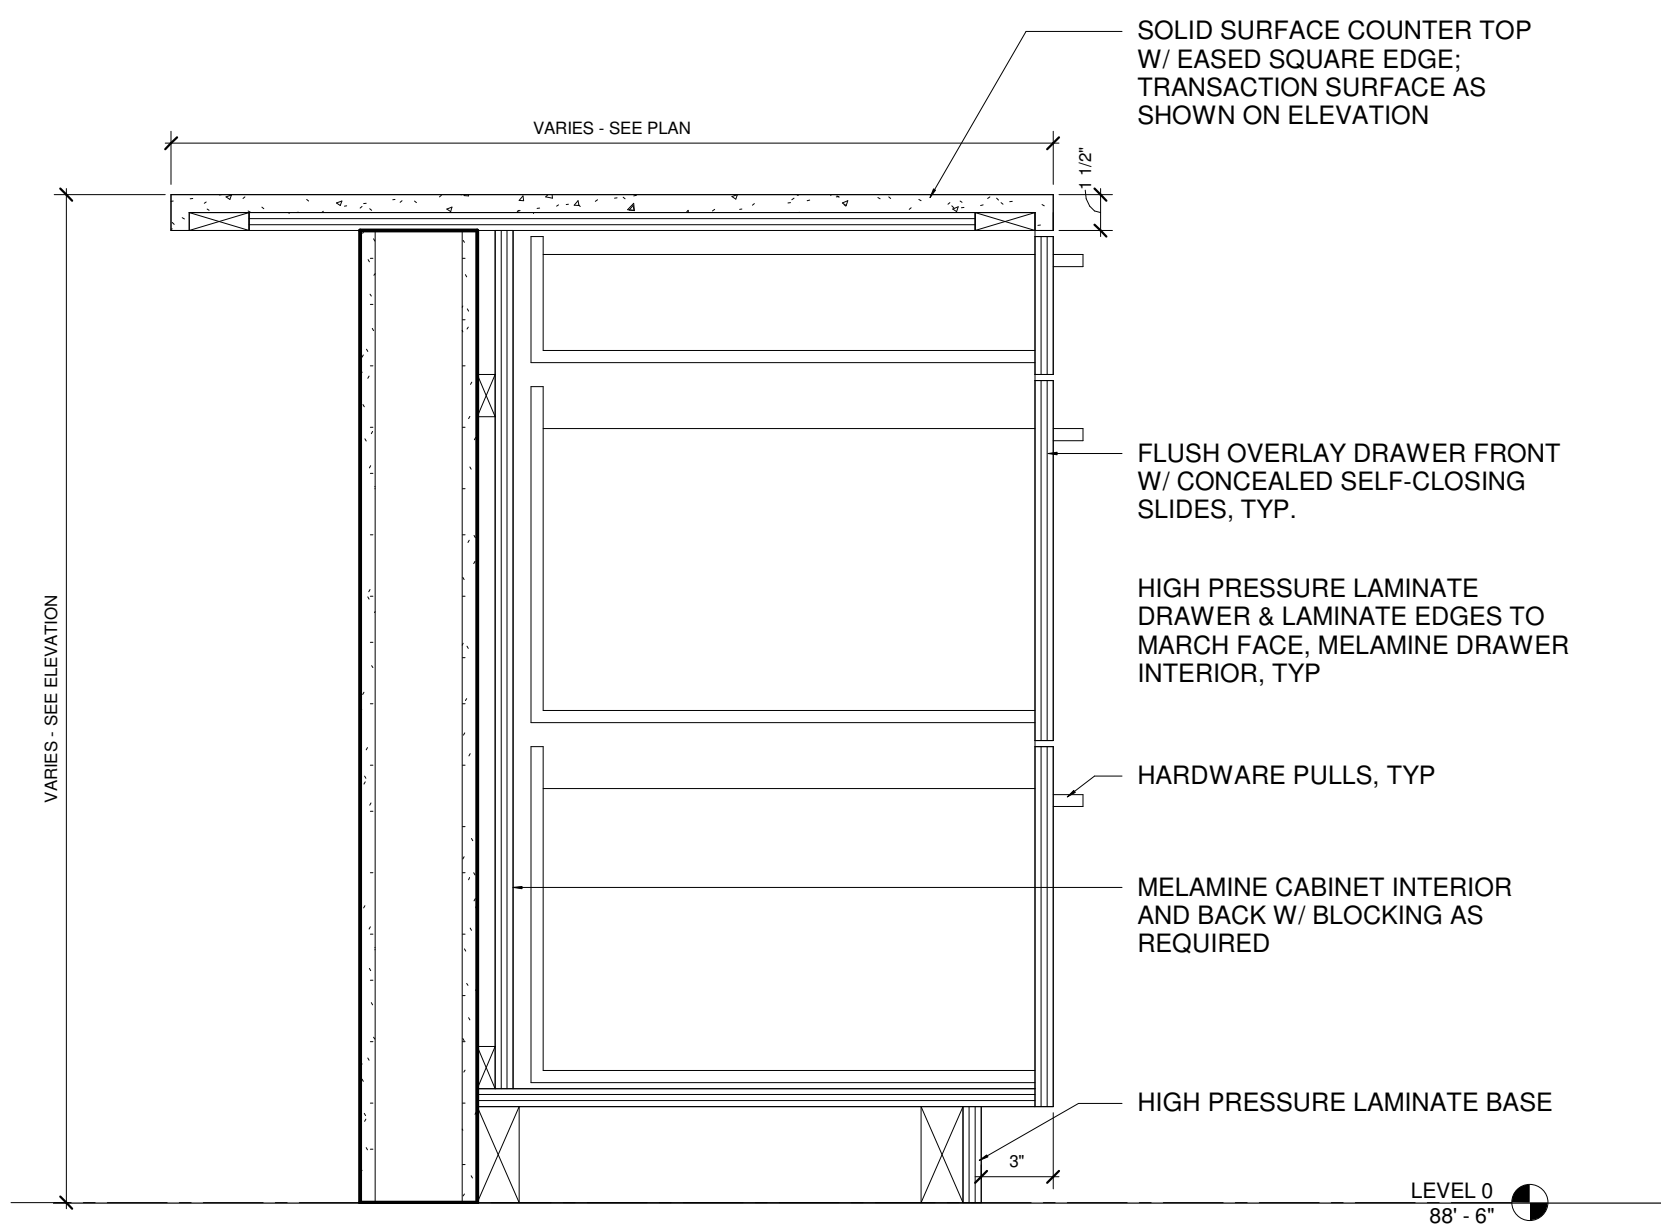 SOLID SURFACE COUNTER TOP
W/ EASED SQUARE EDGE;
TRANSACTION SURFACE AS
SHOWN ON ELEVATION
VARIES - SEE PLAN
1 1/2"
FLUSH OVERLAY DRAWER FRONT
W/ CONCEALED SELF-CLOSING
SLIDES, TYP.
HIGH PRESSURE LAMINATE
DRAWER & LAMINATE EDGES TO
MARCH FACE, MELAMINE DRAWER
INTERIOR, TYP
VARIES - SEE ELEVATION
HARDWARE PULLS, TYP
MELAMINE CABINET INTERIOR
AND BACK W/ BLOCKING AS
REQUIRED
HIGH PRESSURE LAMINATE BASE
3"
LEVEL 0
88' - 6"